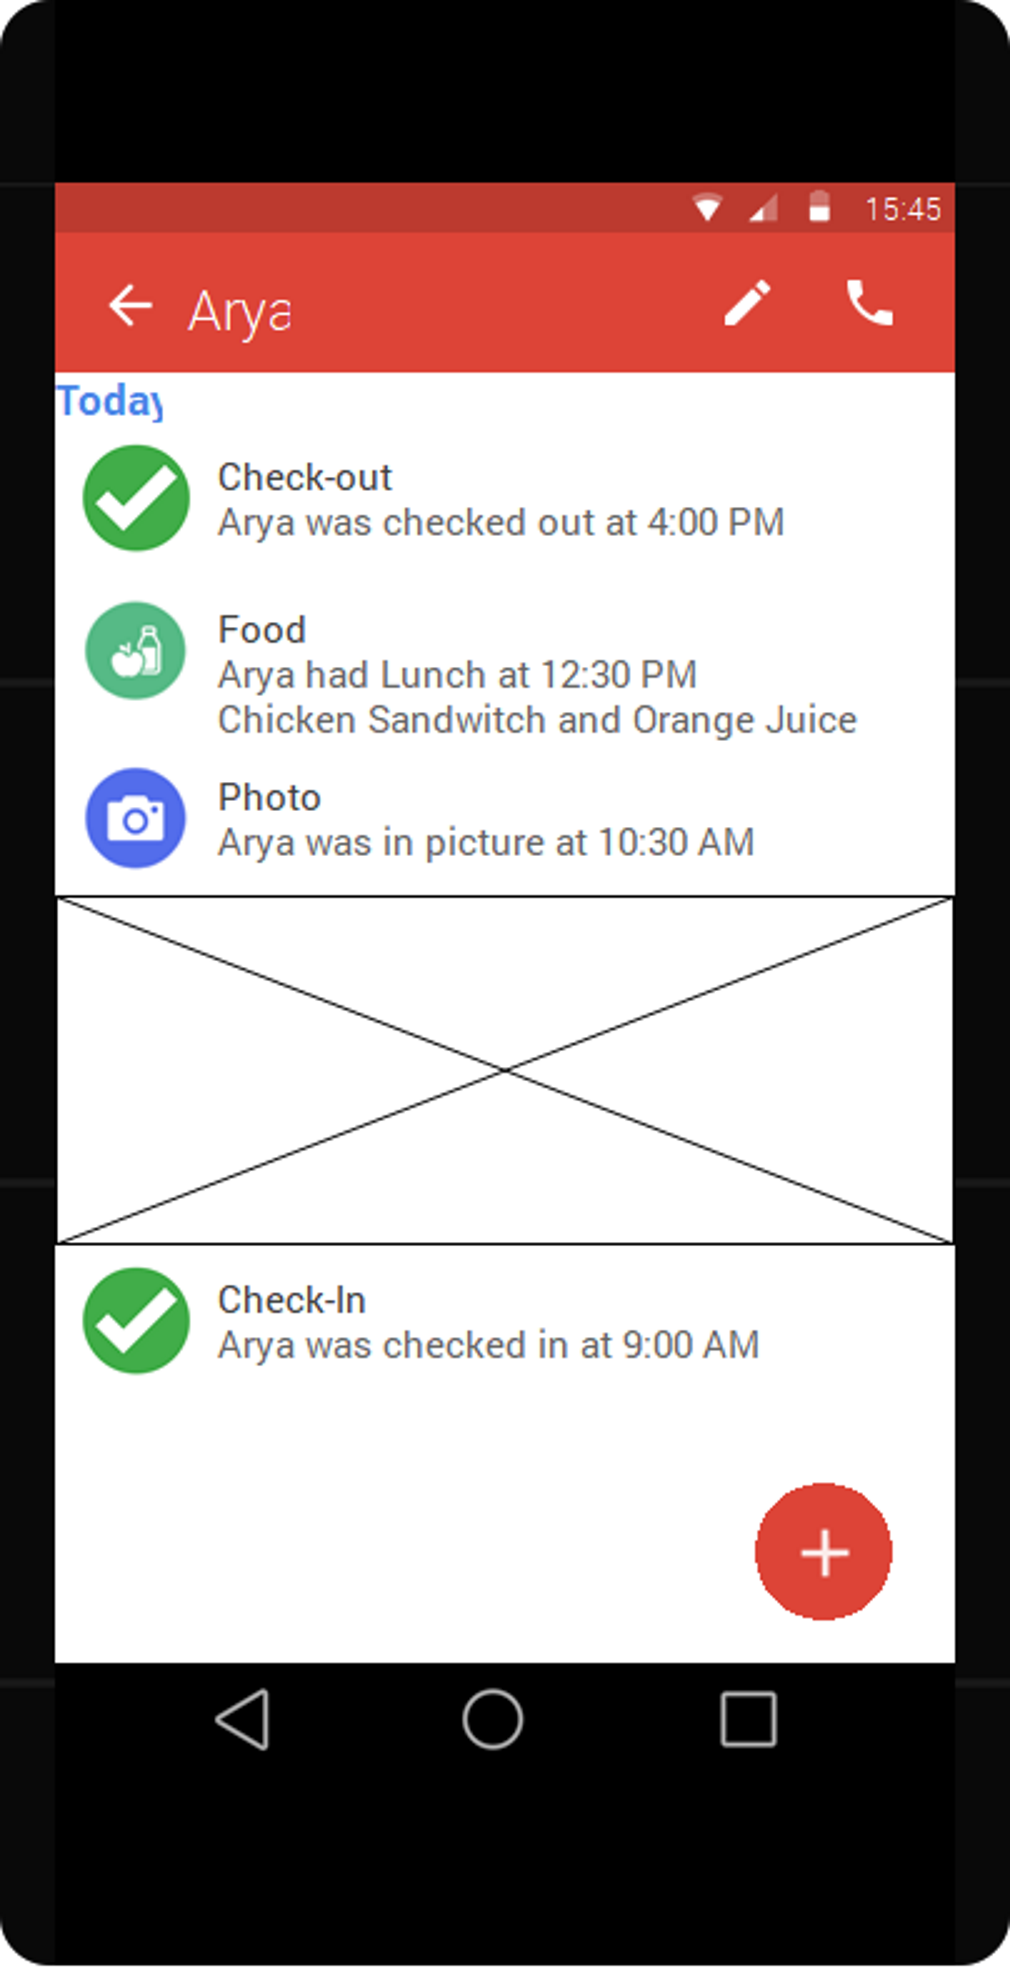 15:45
Arya
Today
Check-out
Arya was checked out at 4:00 PM
Food
Arya had Lunch at 12:30 PM
Chicken Sandwitch and Orange Juice
Photo
Arya was in picture at 10:30 AM
Check-In
Arya was checked in at 9:00 AM